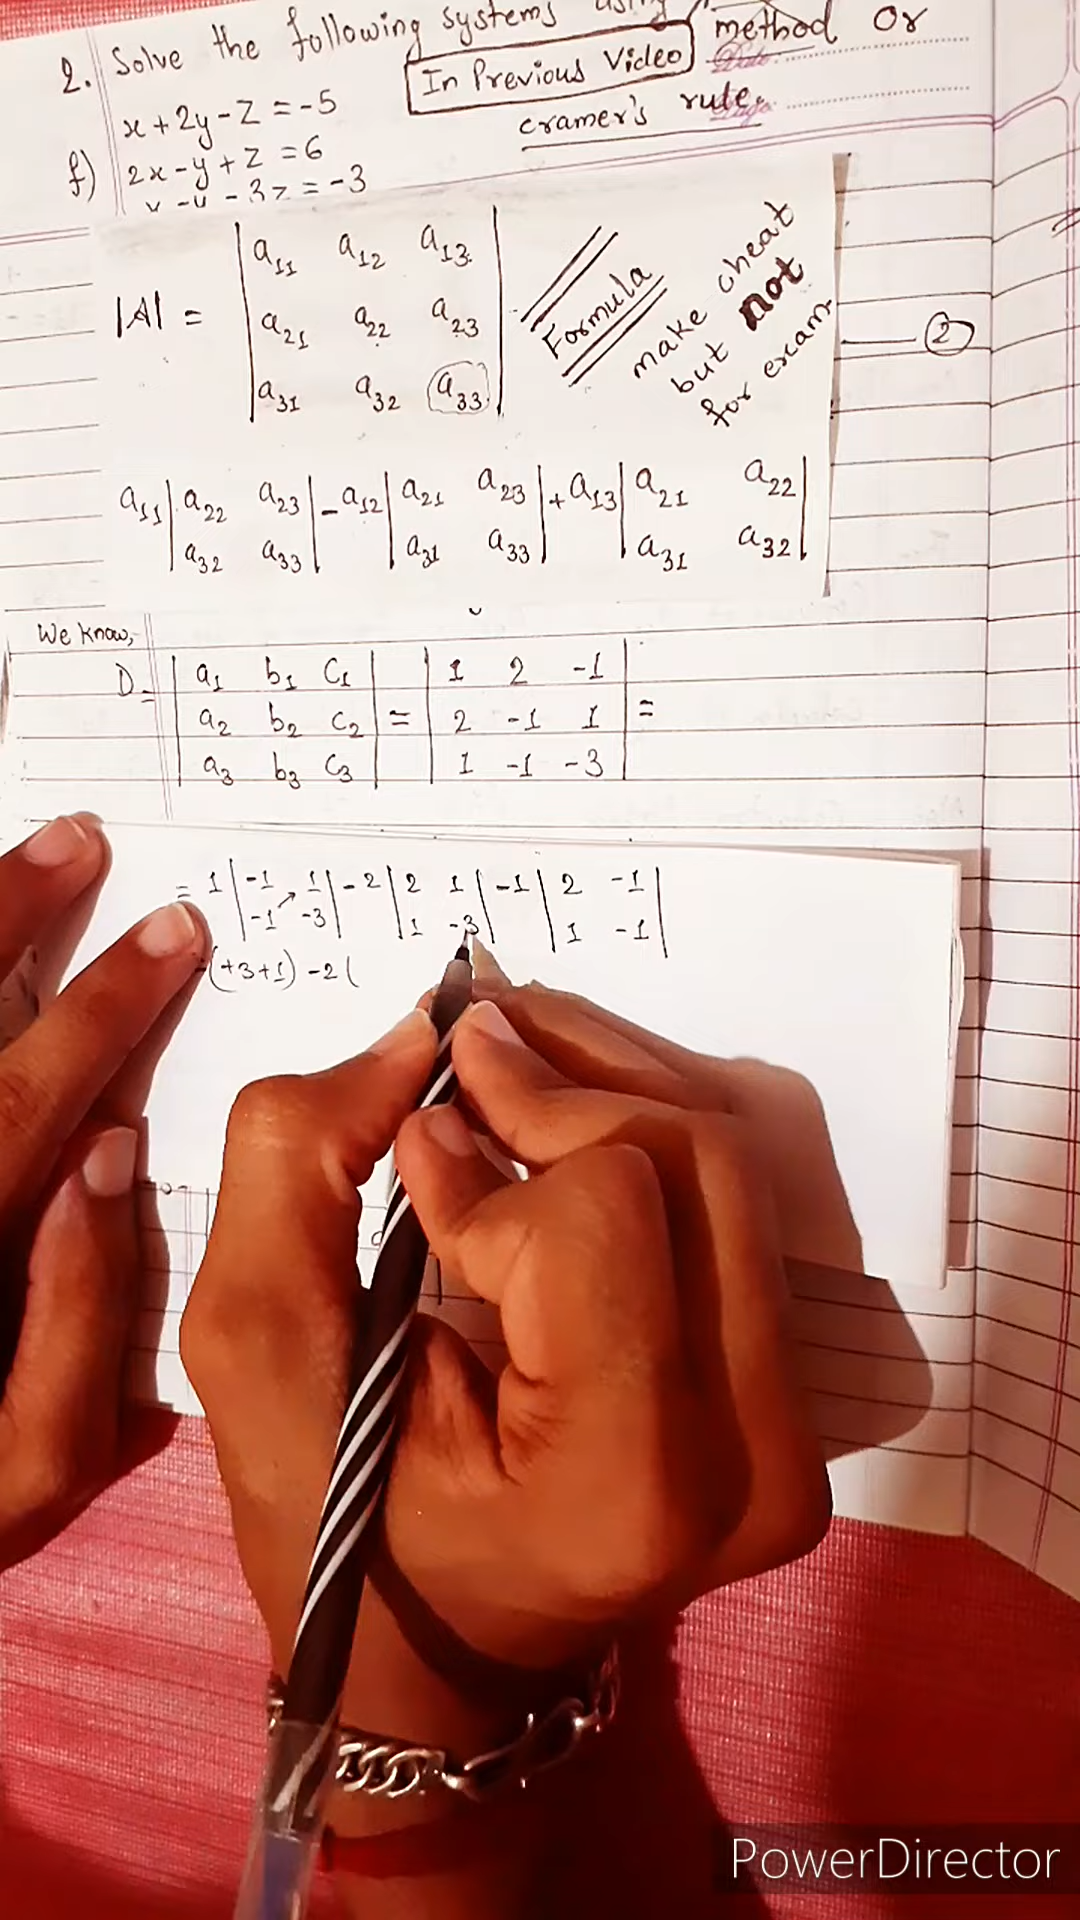 2. Solve the following systems using method Or
In Previous Video
cramer's rule.
x + 2y - z = -5
f) 2x - y + z = 6
x - y - 3z = -3
|A| = | a11 a12 a13 |
| a21 a22 a23 |
| a31 a32 a33 |
Formula
make cheat
but not
for exam
2
a11 | a22 a23 | - a12 | a21 a23 | + a13 | a21 a22 |
| a32 a33 | | a31 a33 | | a31 a32 |
We know,
D = | a1 b1 c1 | = | 1 2 -1 | =
| a2 b2 c2 | | 2 -1 1 |
| a3 b3 c3 | | 1 -1 -3 |
= 1 | -1 1 | -2 | 2 1 | -1 | 2 -1 |
| -1 -3 | | 1 -3 | | 1 -1 |
(+3+1) -2(
PowerDirector